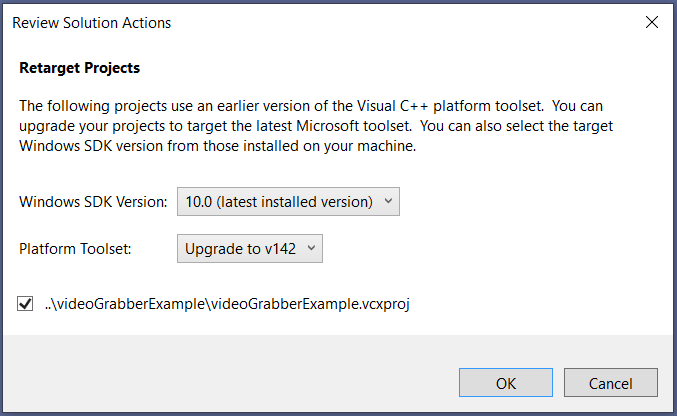 Review Solution Actions
Retarget Projects
The following projects use an earlier version of the Visual C++ platform toolset.  You can
upgrade your projects to target the latest Microsoft toolset.  You can also select the target
Windows SDK version from those installed on your machine.
Windows SDK Version: 10.0 (latest installed version)
Platform Toolset: Upgrade to v142
..\videoGrabberExample\videoGrabberExample.vcxproj
OK Cancel